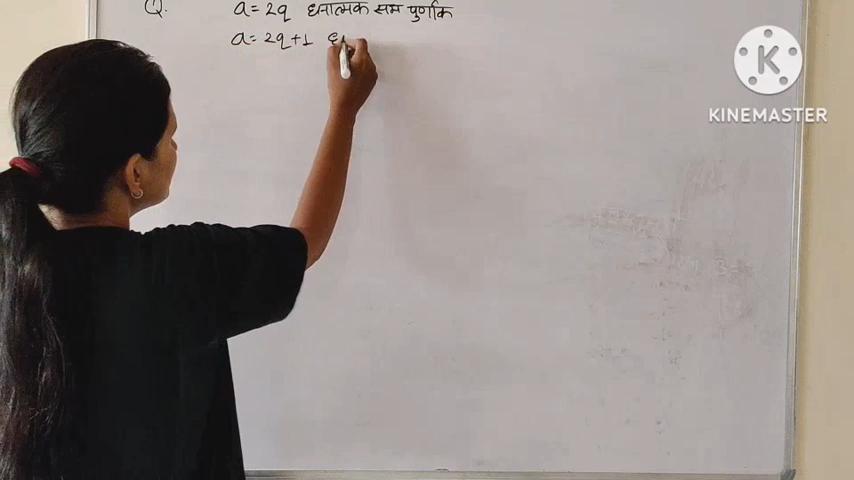 Q. a = 2q धनात्मक सम पुर्णांक
a = 2q + 1 ध
K
KINEMASTER